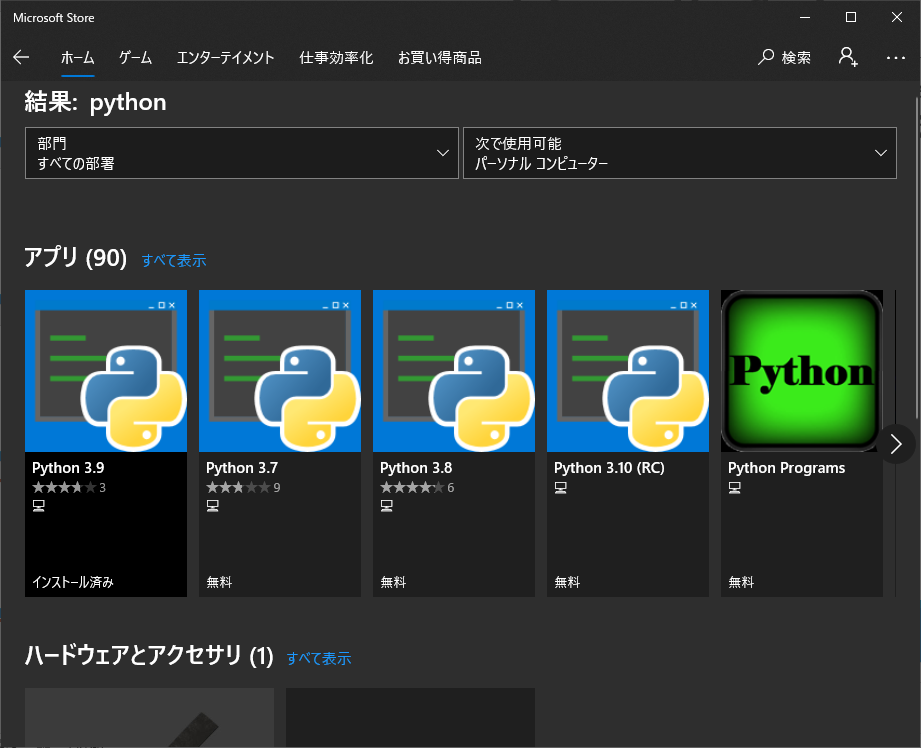 Microsoft Store
ホーム ゲーム エンターテイメント 仕事効率化 お買い得商品 検索
結果: python
部門
すべての部署
次で使用可能
パーソナル コンピューター
アプリ (90) すべて表示
Python
Python 3.9
3
インストール済み
Python 3.7
9
無料
Python 3.8
6
無料
Python 3.10 (RC)
無料
Python Programs
無料
ハードウェアとアクセサリ (1) すべて表示